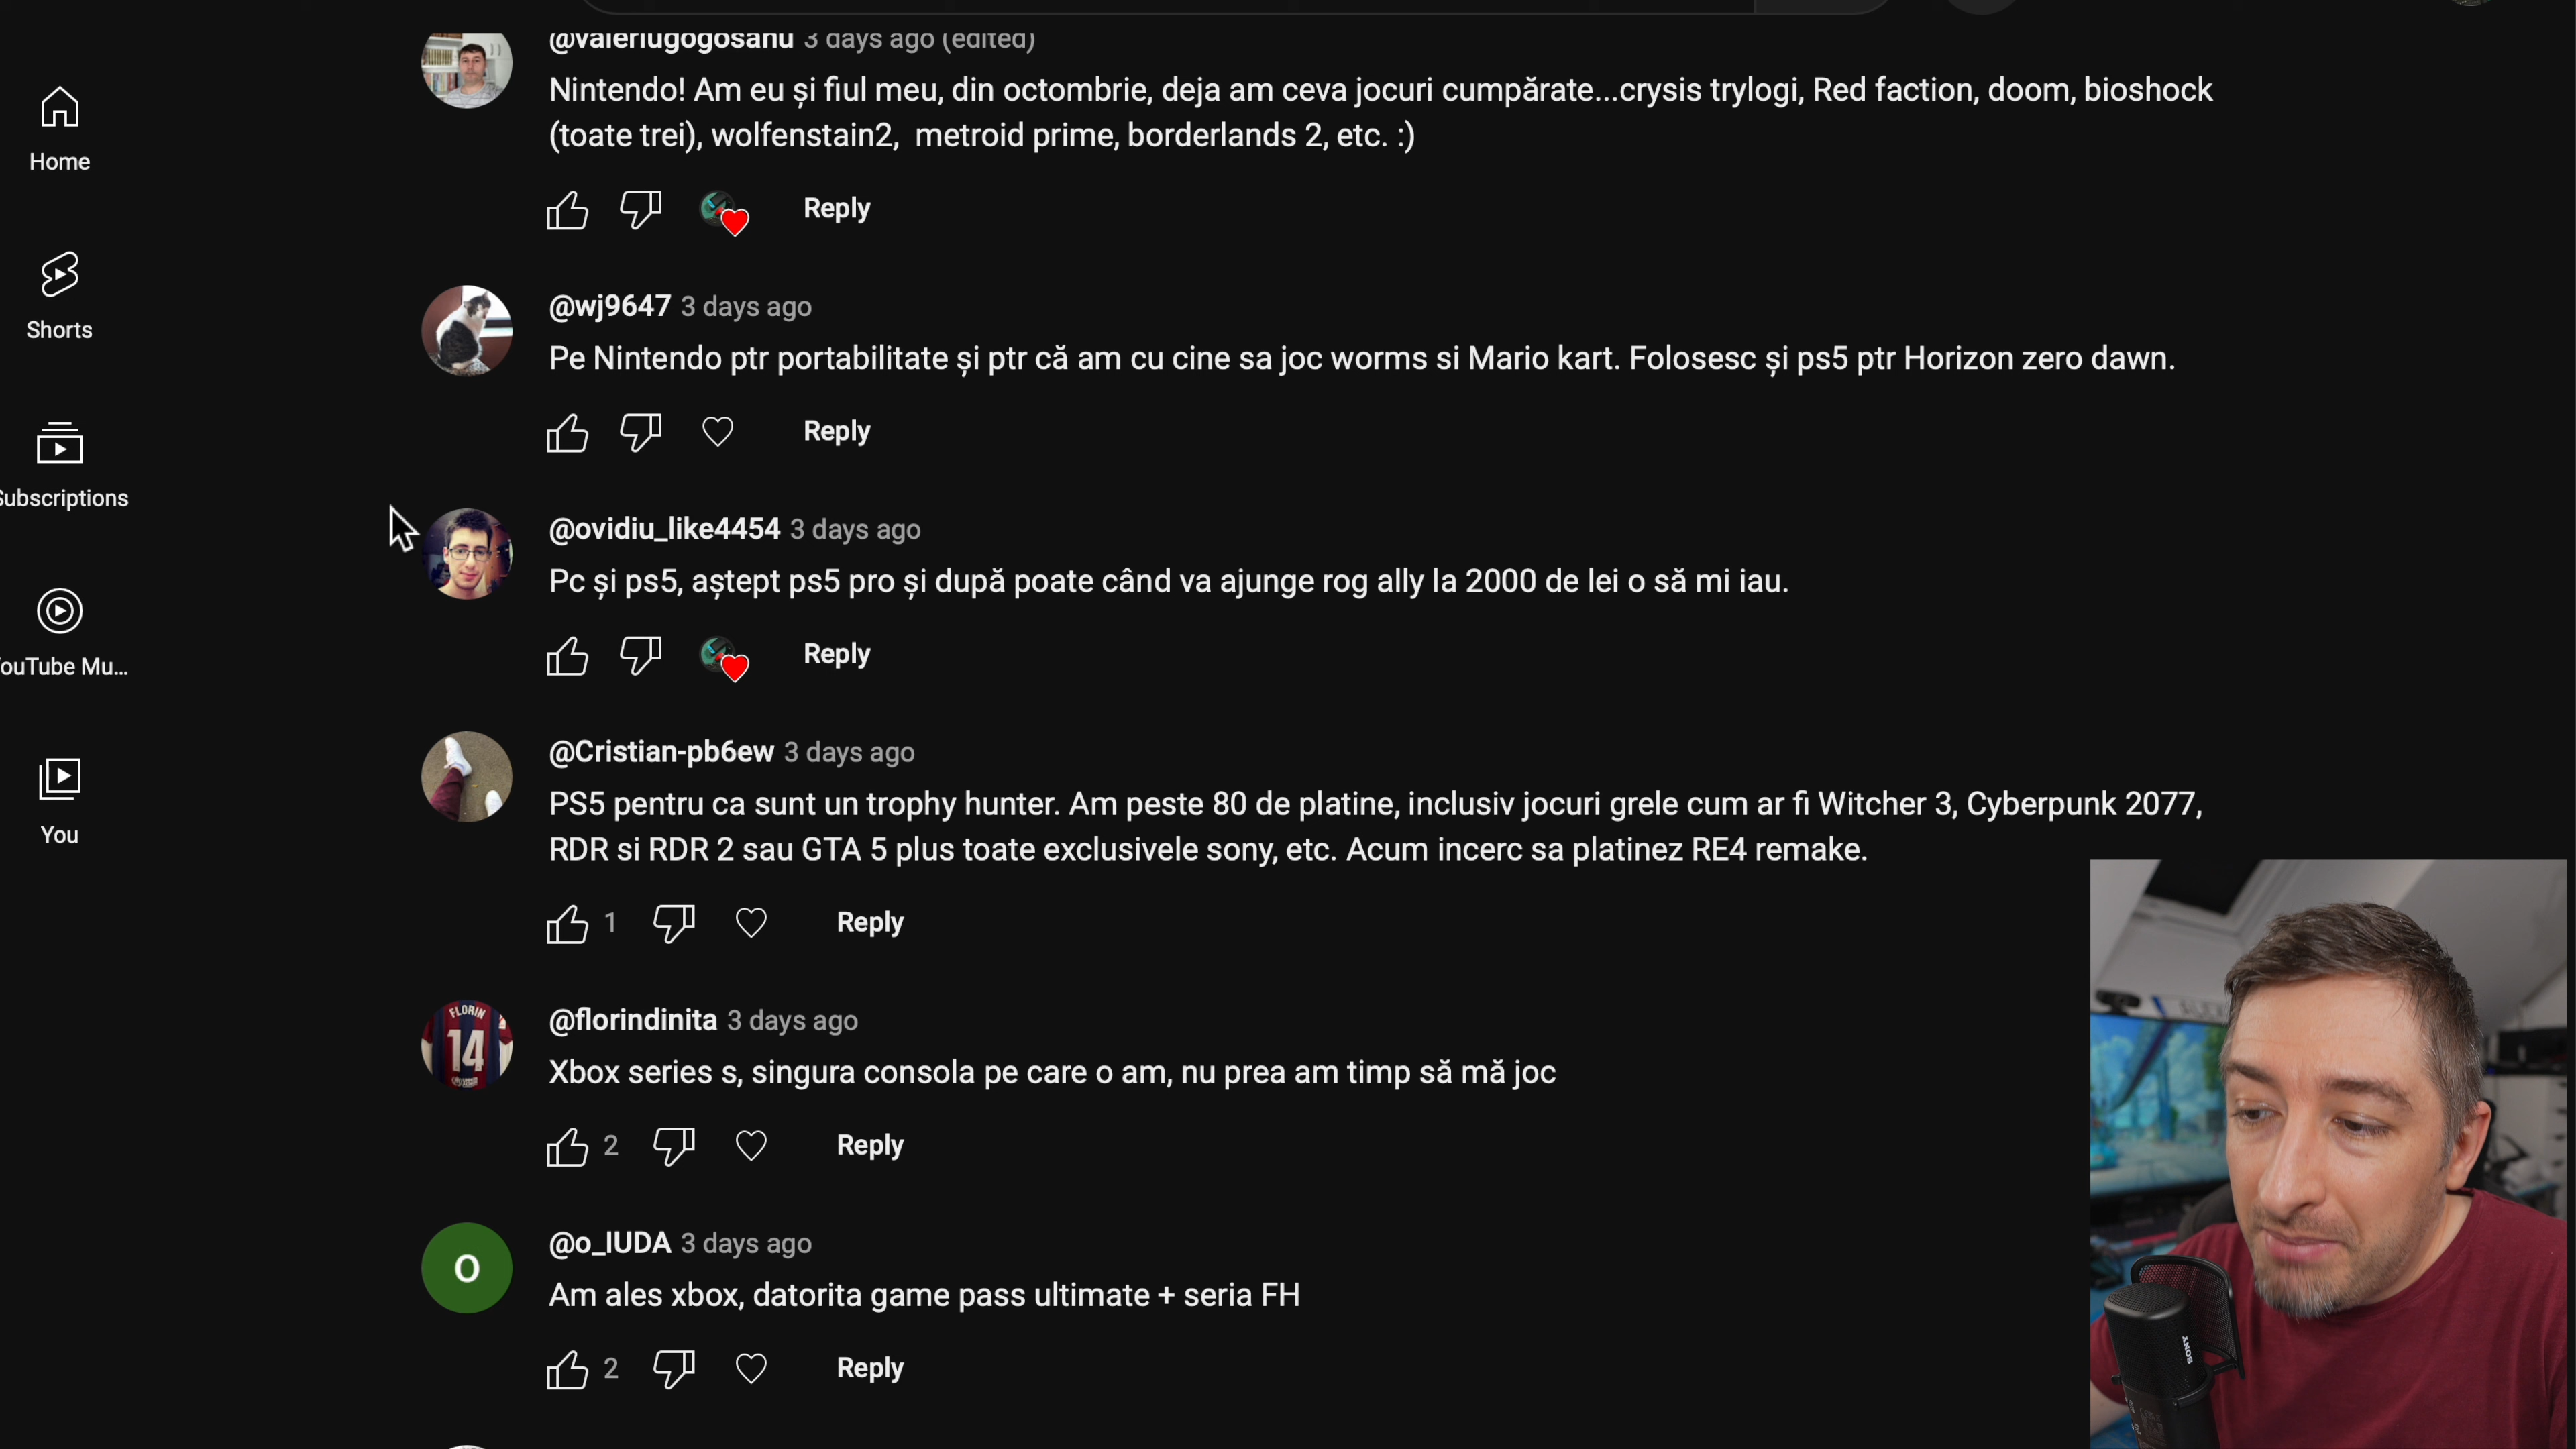 @valeriugogosanu 3 days ago (edited)
Nintendo! Am eu și fiul meu, din octombrie, deja am ceva jocuri cumpărate...crysis trylogi, Red faction, doom, bioshock
(toate trei), wolfenstain2, metroid prime, borderlands 2, etc. :)
Reply
@wj9647 3 days ago
Pe Nintendo ptr portabilitate și ptr că am cu cine sa joc worms si Mario kart. Folosesc și ps5 ptr Horizon zero dawn.
Reply
@ovidiu_like4454 3 days ago
Pc și ps5, aștept ps5 pro și după poate când va ajunge rog ally la 2000 de lei o să mi iau.
Reply
@Cristian-pb6ew 3 days ago
PS5 pentru ca sunt un trophy hunter. Am peste 80 de platine, inclusiv jocuri grele cum ar fi Witcher 3, Cyberpunk 2077,
RDR si RDR 2 sau GTA 5 plus toate exclusivele sony, etc. Acum incerc sa platinez RE4 remake.
1 Reply
@florindinita 3 days ago
Xbox series s, singura consola pe care o am, nu prea am timp să mă joc
2 Reply
@o_IUDA 3 days ago
Am ales xbox, datorita game pass ultimate + seria FH
2 Reply
Home
Shorts
Subscriptions
YouTube Mu...
You
FLORIN
14
O
SONY